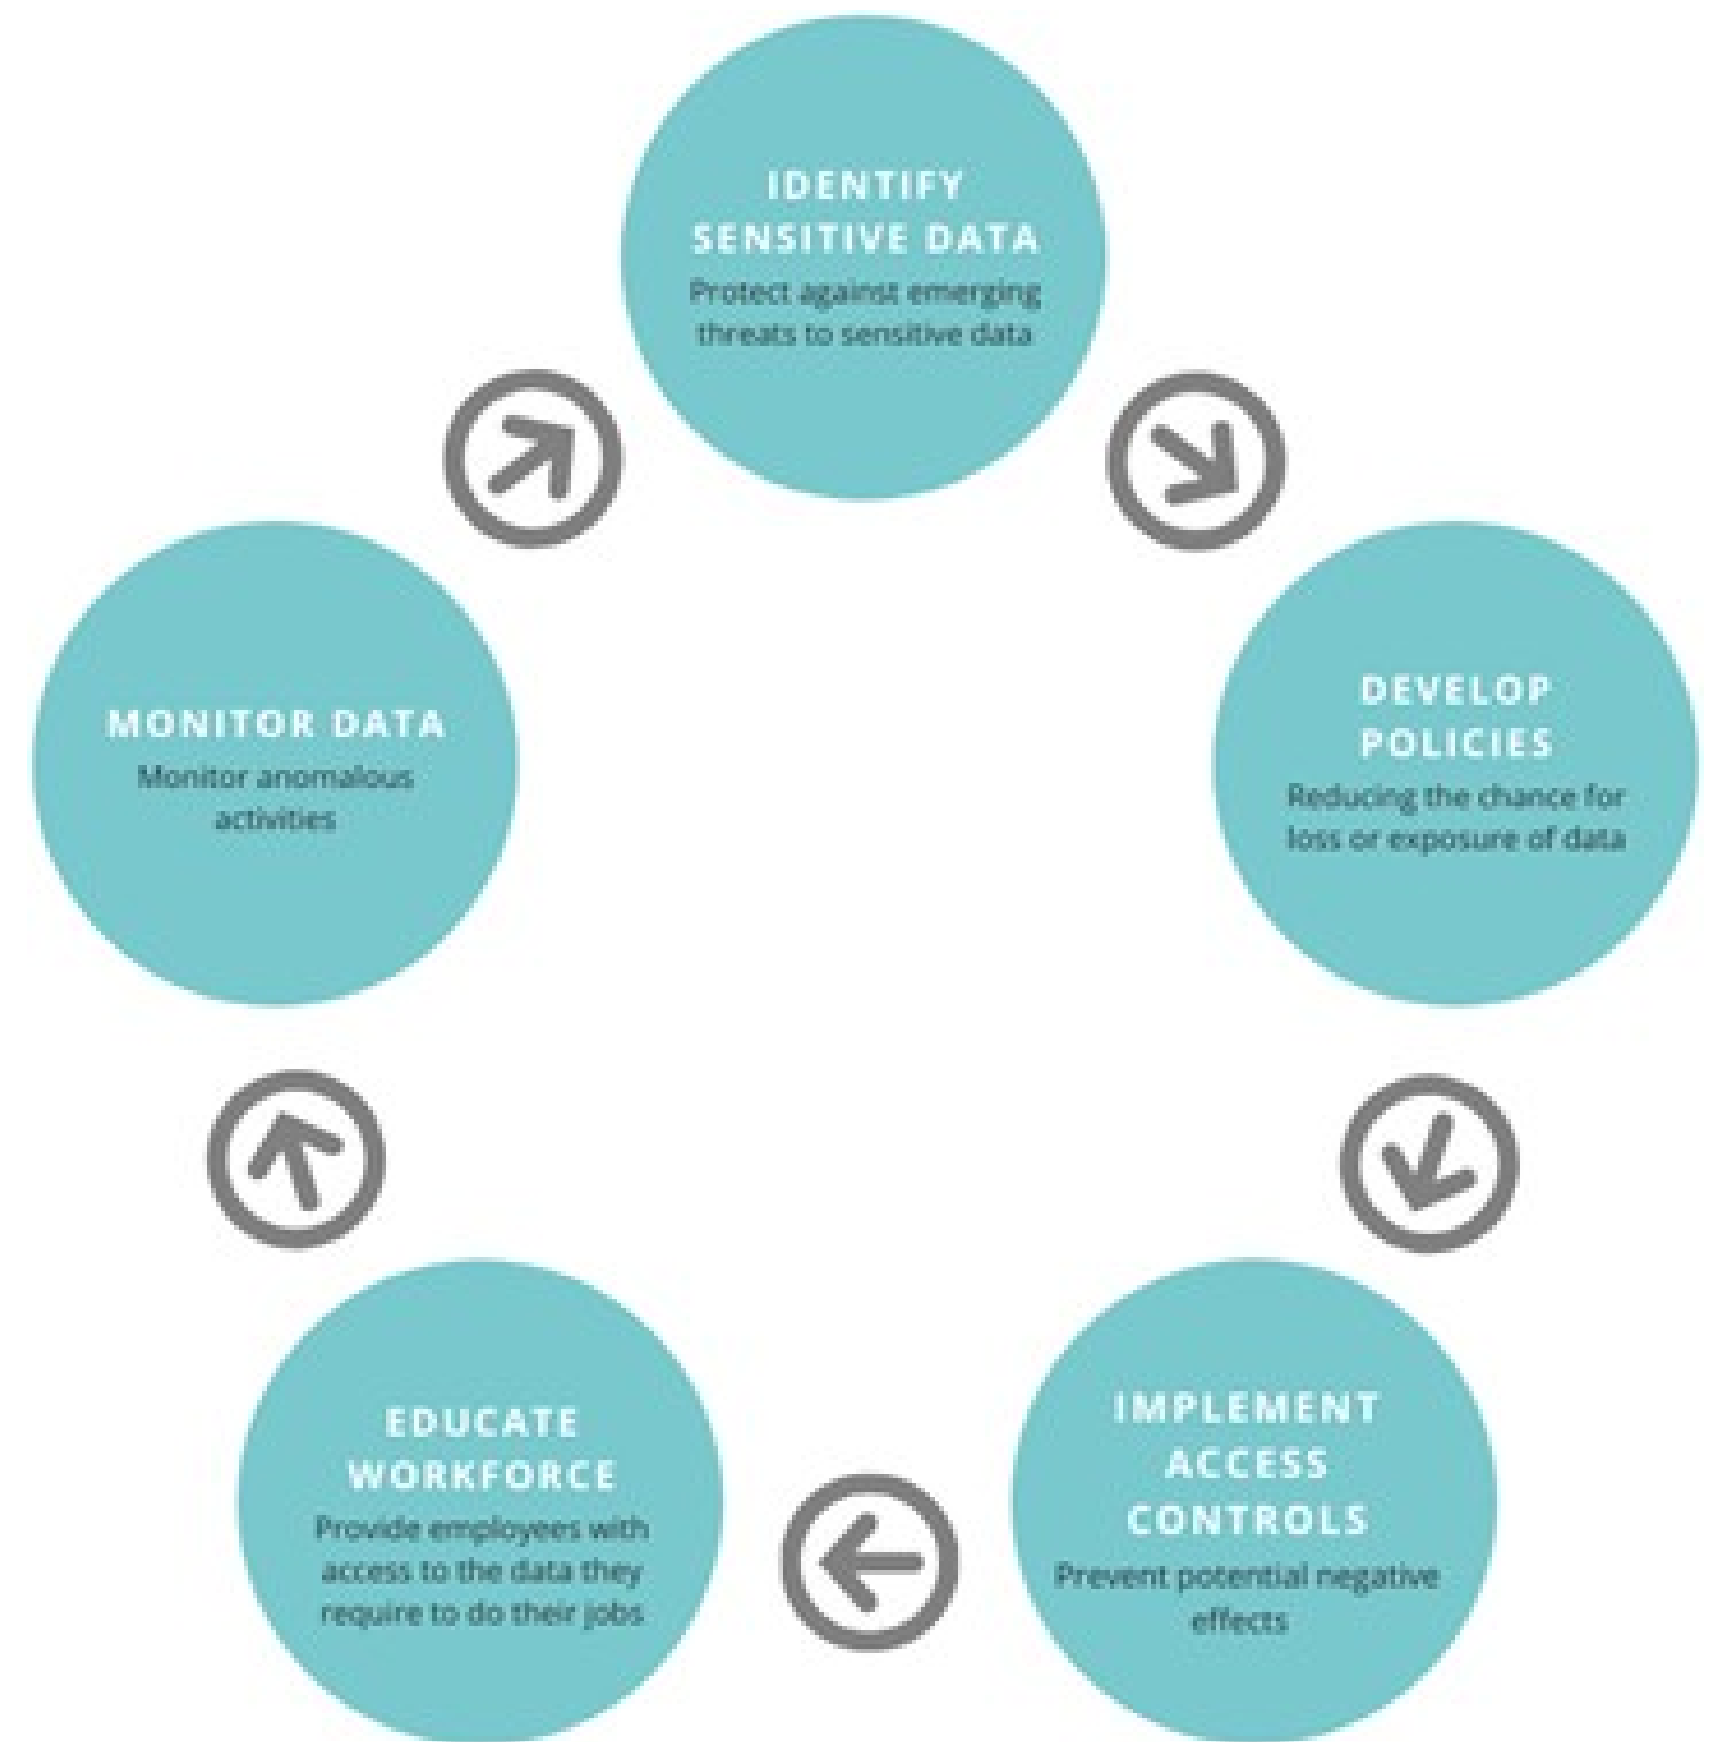 IDENTIFY
SENSITIVE DATA
Protect against emerging
threats to sensitive data
DEVELOP
POLICIES
Reducing the chance for
loss or exposure of data
IMPLEMENT
ACCESS
CONTROLS
Prevent potential negative
effects
EDUCATE
WORKFORCE
Provide employees with
access to the data they
require to do their jobs
MONITOR DATA
Monitor anomalous
activities